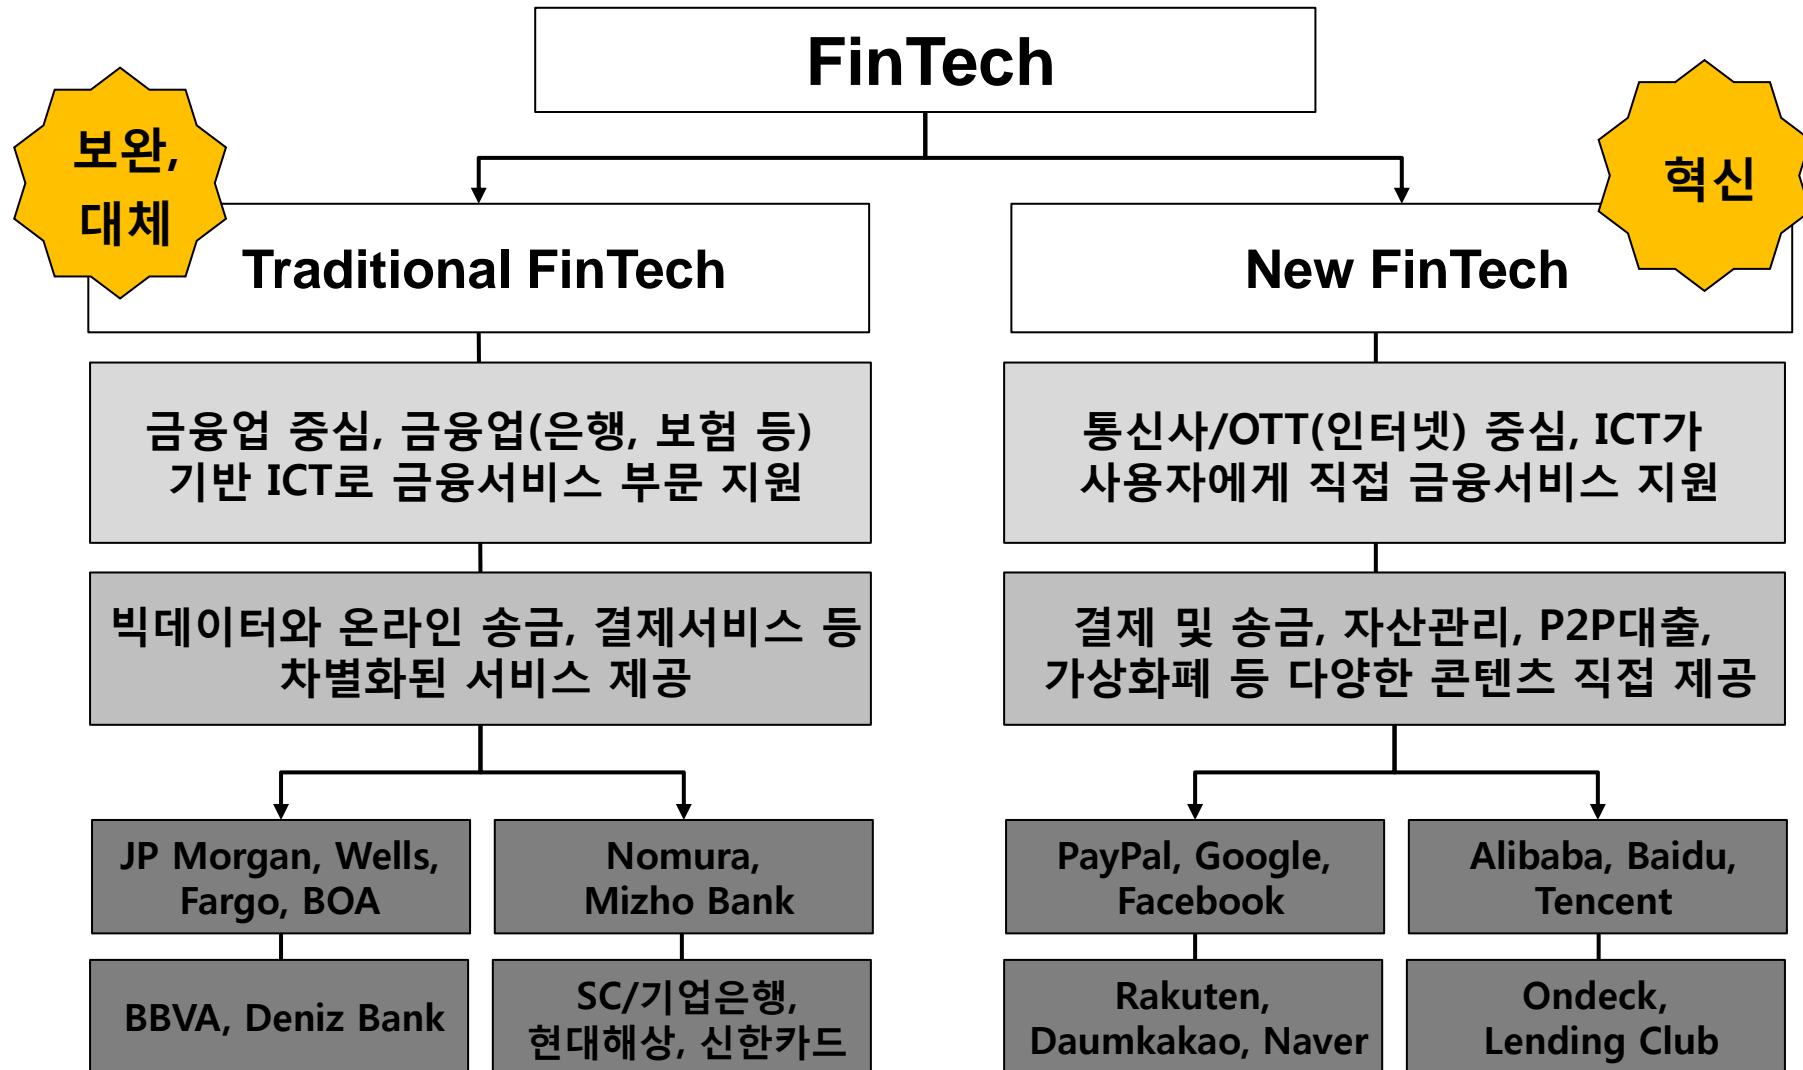 FinTech
보완,
대체
혁신
Traditional FinTech
New FinTech
금융업 중심, 금융업(은행, 보험 등)
기반 ICT로 금융서비스 부문 지원
통신사/OTT(인터넷) 중심, ICT가
사용자에게 직접 금융서비스 지원
빅데이터와 온라인 송금, 결제서비스 등
차별화된 서비스 제공
결제 및 송금, 자산관리, P2P대출,
가상화폐 등 다양한 콘텐츠 직접 제공
JP Morgan, Wells,
Fargo, BOA
Nomura,
Mizho Bank
PayPal, Google,
Facebook
Alibaba, Baidu,
Tencent
BBVA, Deniz Bank
SC/기업은행,
현대해상, 신한카드
Rakuten,
Daumkakao, Naver
Ondeck,
Lending Club